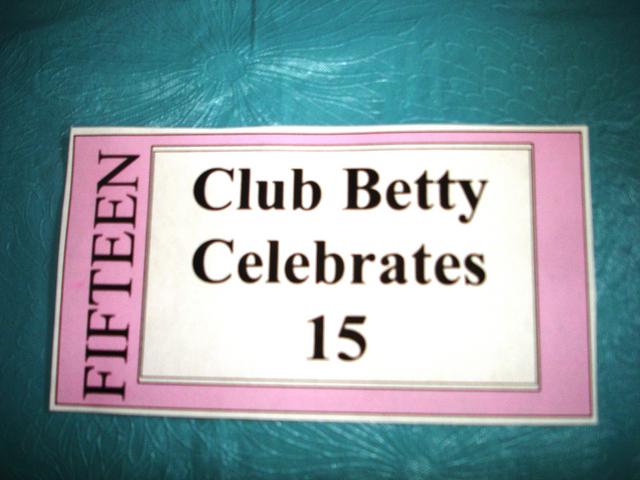 FIFTEEN
Club Betty
Celebrates
15